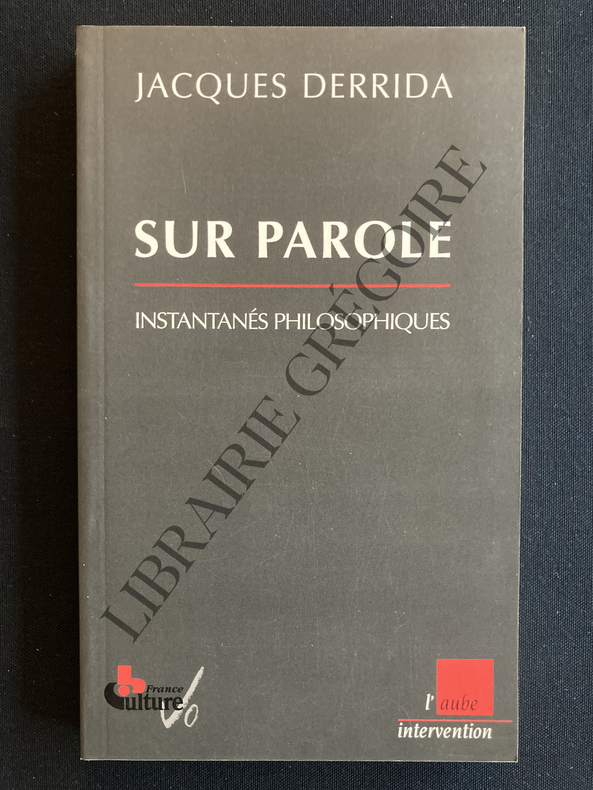 JACQUES DERRIDA
SUR PAROLE
INSTANTANÉS PHILOSOPHIQUES
LIBRAIRIE GRÉGOIRE
France
Culture
l'aube
intervention